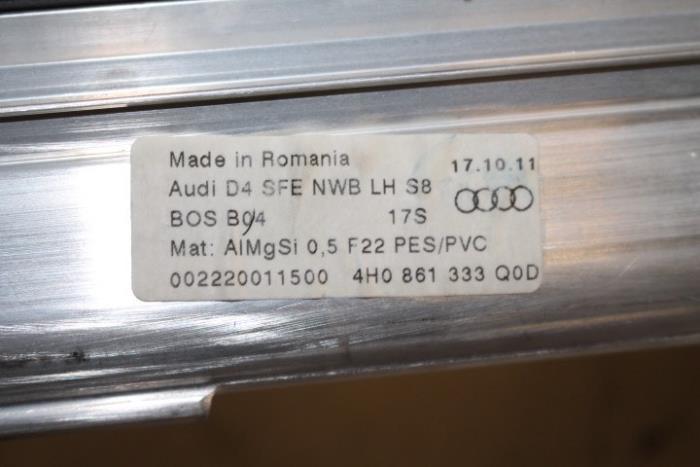 Made in Romania 17.10.11
Audi D4 SFE NWB LH S8
BOS B04 17S
Mat: AlMgSi 0,5 F22 PES/PVC
002220011500 4H0 861 333 Q0D